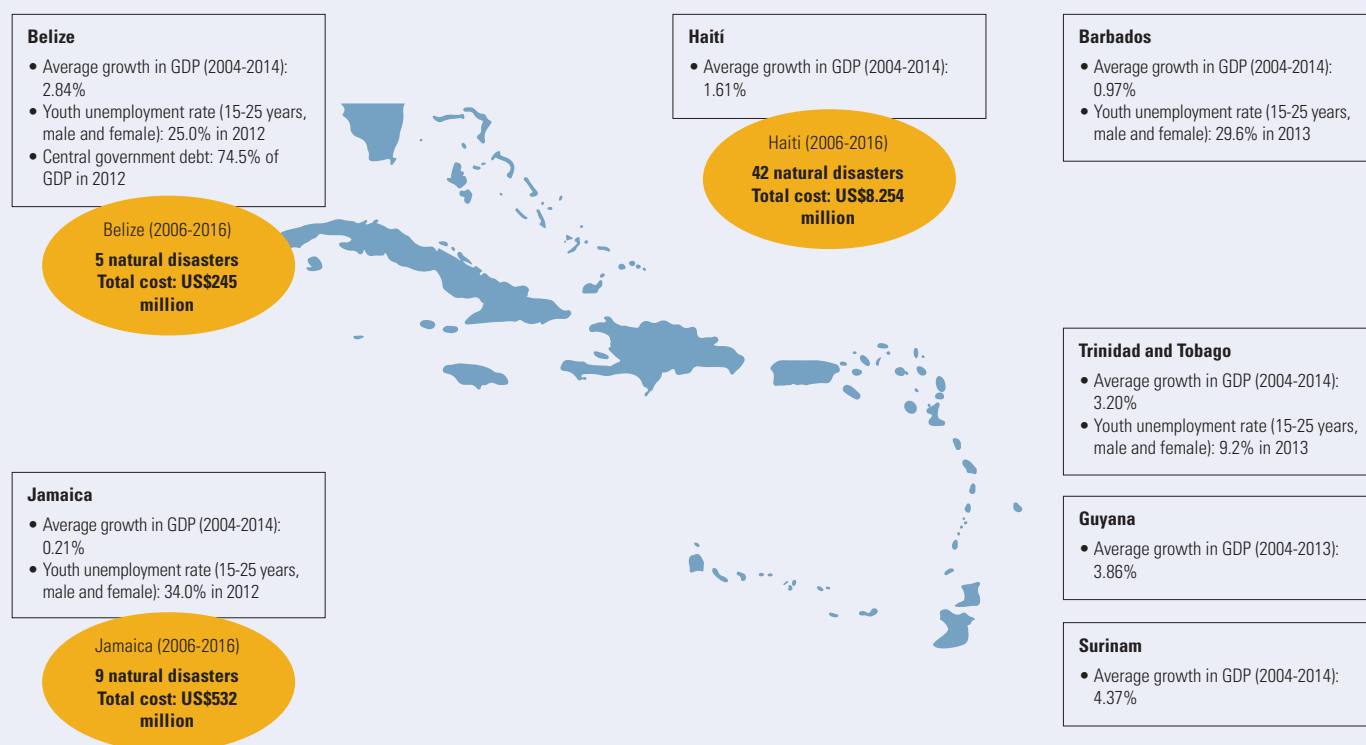 Belize
• Average growth in GDP (2004-2014):
2.84%
• Youth unemployment rate (15-25 years,
male and female): 25.0% in 2012
• Central government debt: 74.5% of
GDP in 2012
Belize (2006-2016)
5 natural disasters
Total cost: US$245
million
Haití
• Average growth in GDP (2004-2014):
1.61%
Haiti (2006-2016)
42 natural disasters
Total cost: US$8.254
million
Barbados
• Average growth in GDP (2004-2014):
0.97%
• Youth unemployment rate (15-25 years,
male and female): 29.6% in 2013
Trinidad and Tobago
• Average growth in GDP (2004-2014):
3.20%
• Youth unemployment rate (15-25 years,
male and female): 9.2% in 2013
Jamaica
• Average growth in GDP (2004-2014):
0.21%
• Youth unemployment rate (15-25 years,
male and female): 34.0% in 2012
Jamaica (2006-2016)
9 natural disasters
Total cost: US$532
million
Guyana
• Average growth in GDP (2004-2013):
3.86%
Surinam
• Average growth in GDP (2004-2014):
4.37%